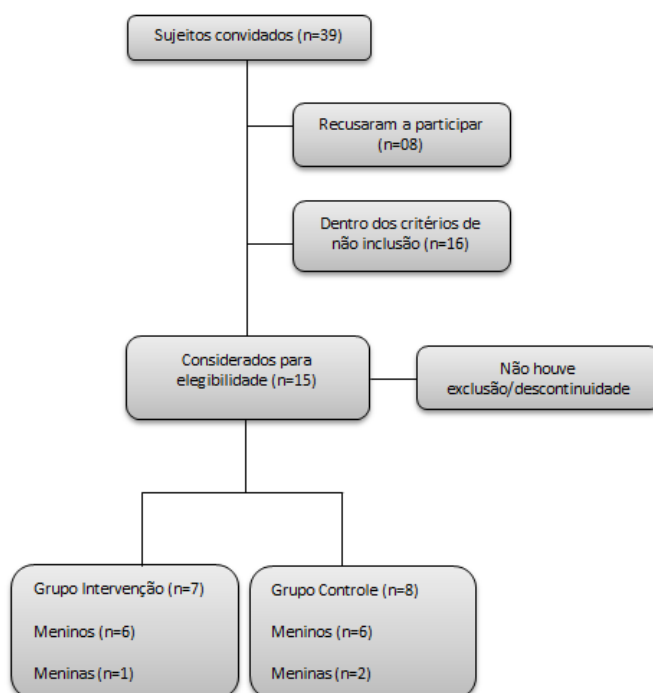 Sujeitos convidados (n=39)
Recusaram a participar
(n=08)
Dentro dos critérios de
não inclusão (n=16)
Considerados para
elegibilidade (n=15)
Não houve
exclusão/descontinuidade
Grupo Intervenção (n=7)
Meninos (n=6)
Meninas (n=1)
Grupo Controle (n=8)
Meninos (n=6)
Meninas (n=2)